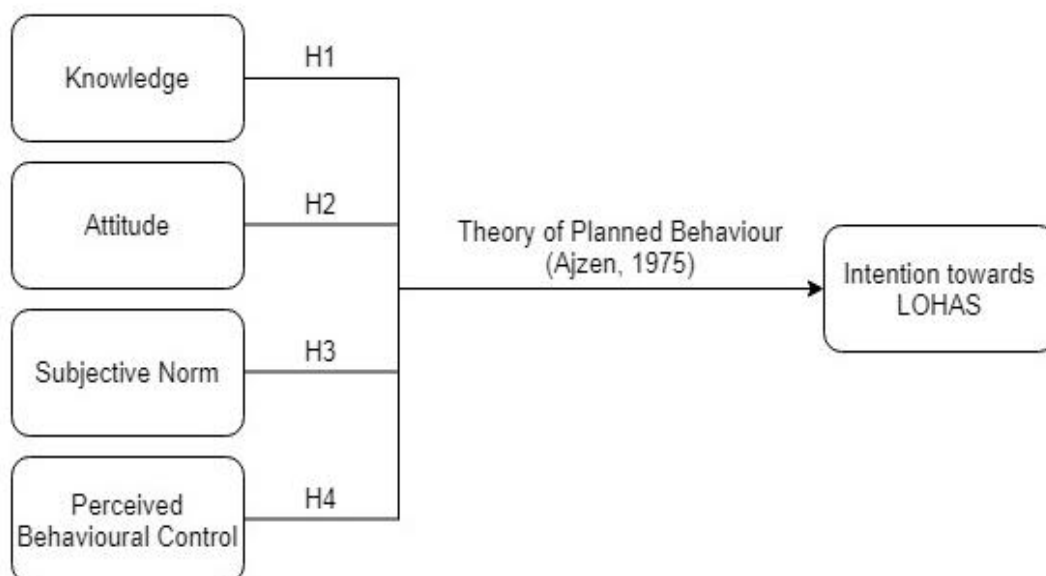 Knowledge
H1
Attitude
H2
Subjective Norm
H3
Perceived
Behavioural Control
H4
Theory of Planned Behaviour
(Ajzen, 1975)
Intention towards
LOHAS